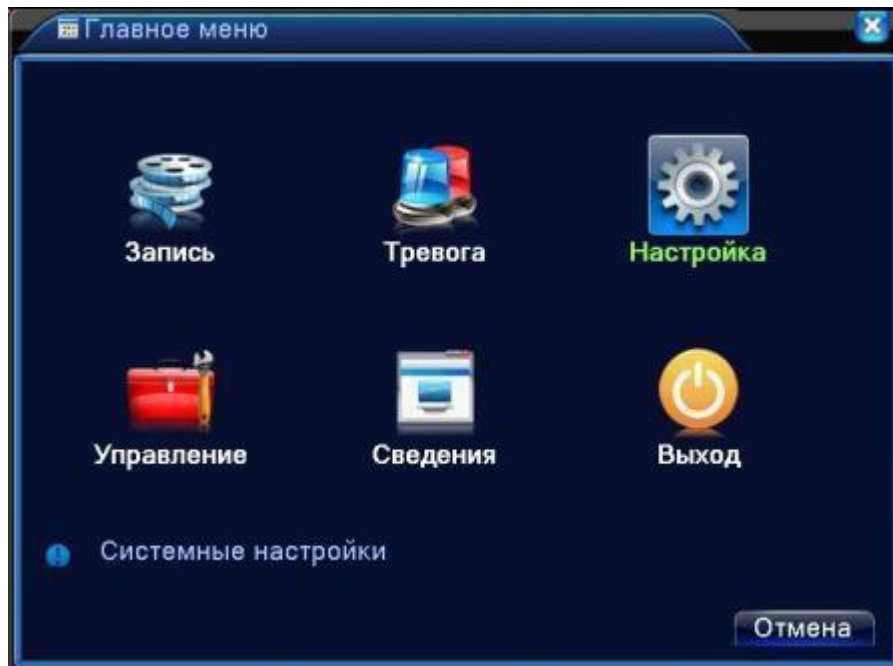 Главное меню
Запись Тревога Настройка
Управление Сведения Выход
Системные настройки
Отмена